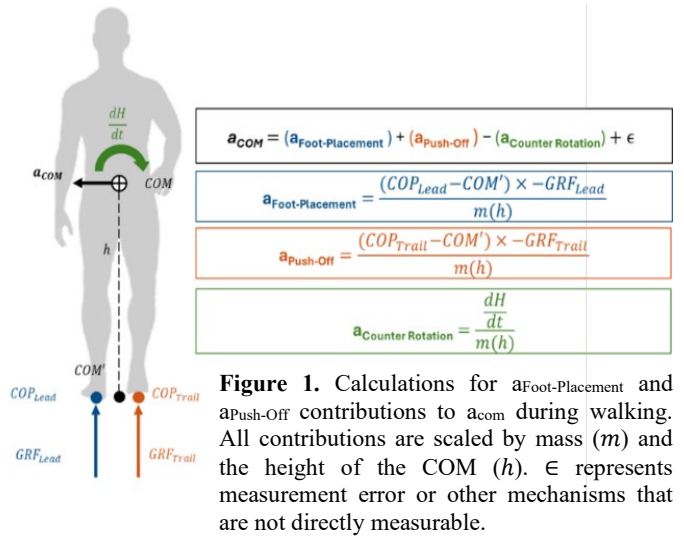 dH
dt
a_COM
COM
h
COM'
COP_Lead
COP_Trail
GRF_Lead
GRF_Trail
a_COM = (a_Foot-Placement) + (a_Push-Off) − (a_Counter Rotation) + ϵ
a_Foot-Placement = (COP_Lead−COM') × −GRF_Lead
m(h)
a_Push-Off = (COP_Trail−COM') × −GRF_Trail
m(h)
dH
dt
a_Counter Rotation =
m(h)
Figure 1. Calculations for a_Foot-Placement and
a_Push-Off contributions to a_com during walking.
All contributions are scaled by mass (m) and
the height of the COM (h). ∈ represents
measurement error or other mechanisms that
are not directly measurable.